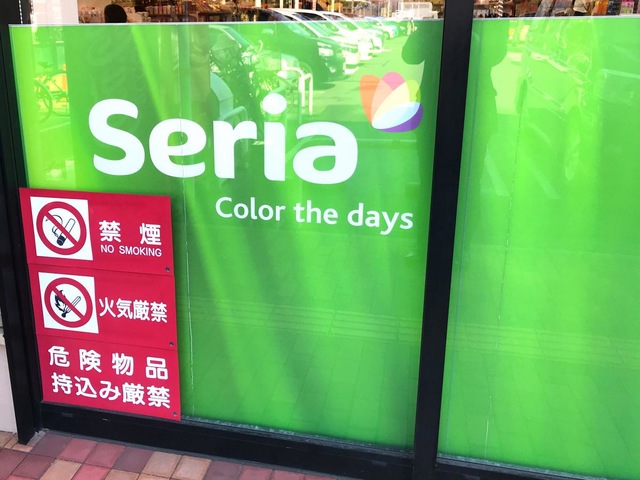 Seria
Color the days
禁煙
NO SMOKING
火気厳禁
危険物品
持込み厳禁